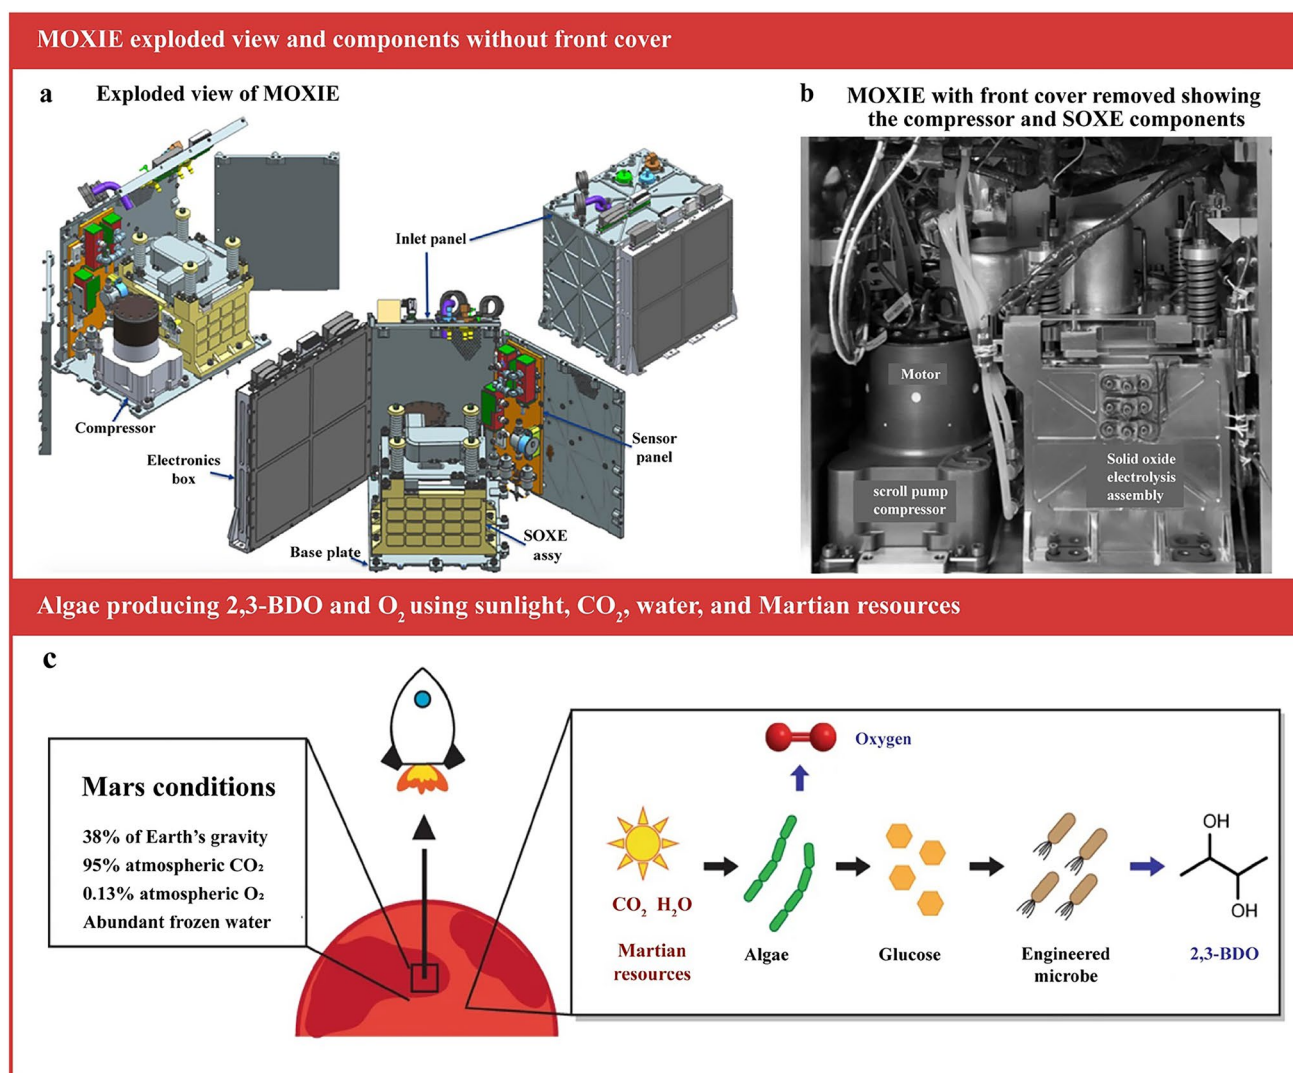 MOXIE exploded view and components without front cover
a
Exploded view of MOXIE
b
MOXIE with front cover removed showing
the compressor and SOXE components
Inlet panel
Compressor
Electronics
box
Base plate
SOXE
assy
Sensor
panel
Motor
scroll pump
compressor
Solid oxide
electrolysis
assembly
Algae producing 2,3-BDO and O₂ using sunlight, CO₂, water, and Martian resources
c
Mars conditions
38% of Earth's gravity
95% atmospheric CO₂
0.13% atmospheric O₂
Abundant frozen water
Oxygen
CO₂ H₂O
Martian
resources
Algae
Glucose
Engineered
microbe
OH
OH
2,3-BDO